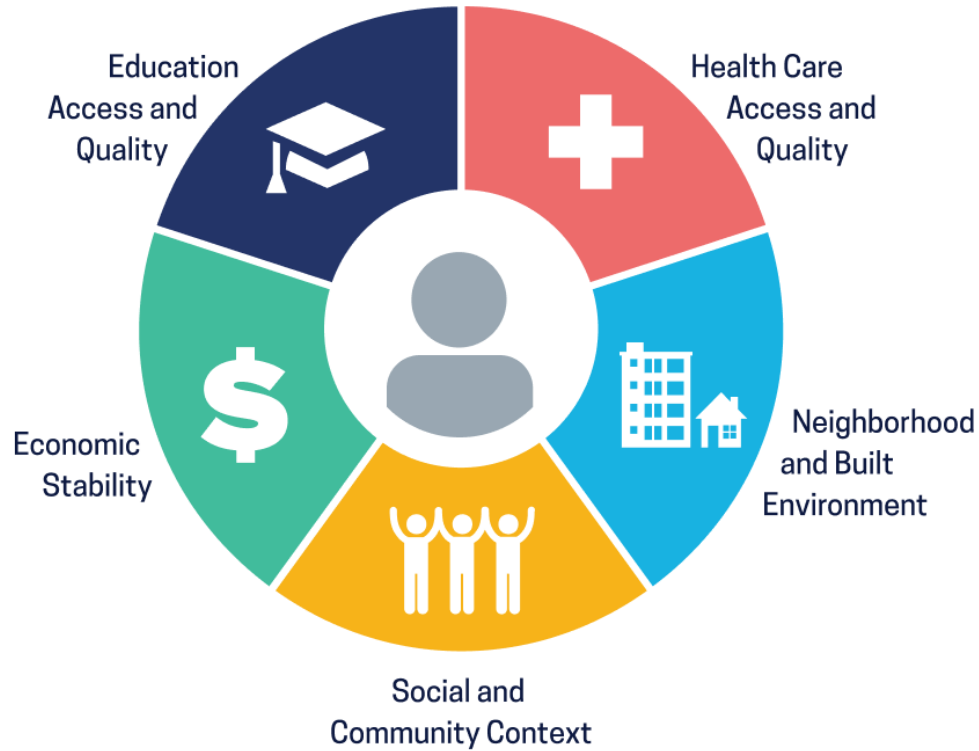 Education
Access and
Quality
Health Care
Access and
Quality
Economic
Stability
Neighborhood
and Built
Environment
Social and
Community Context